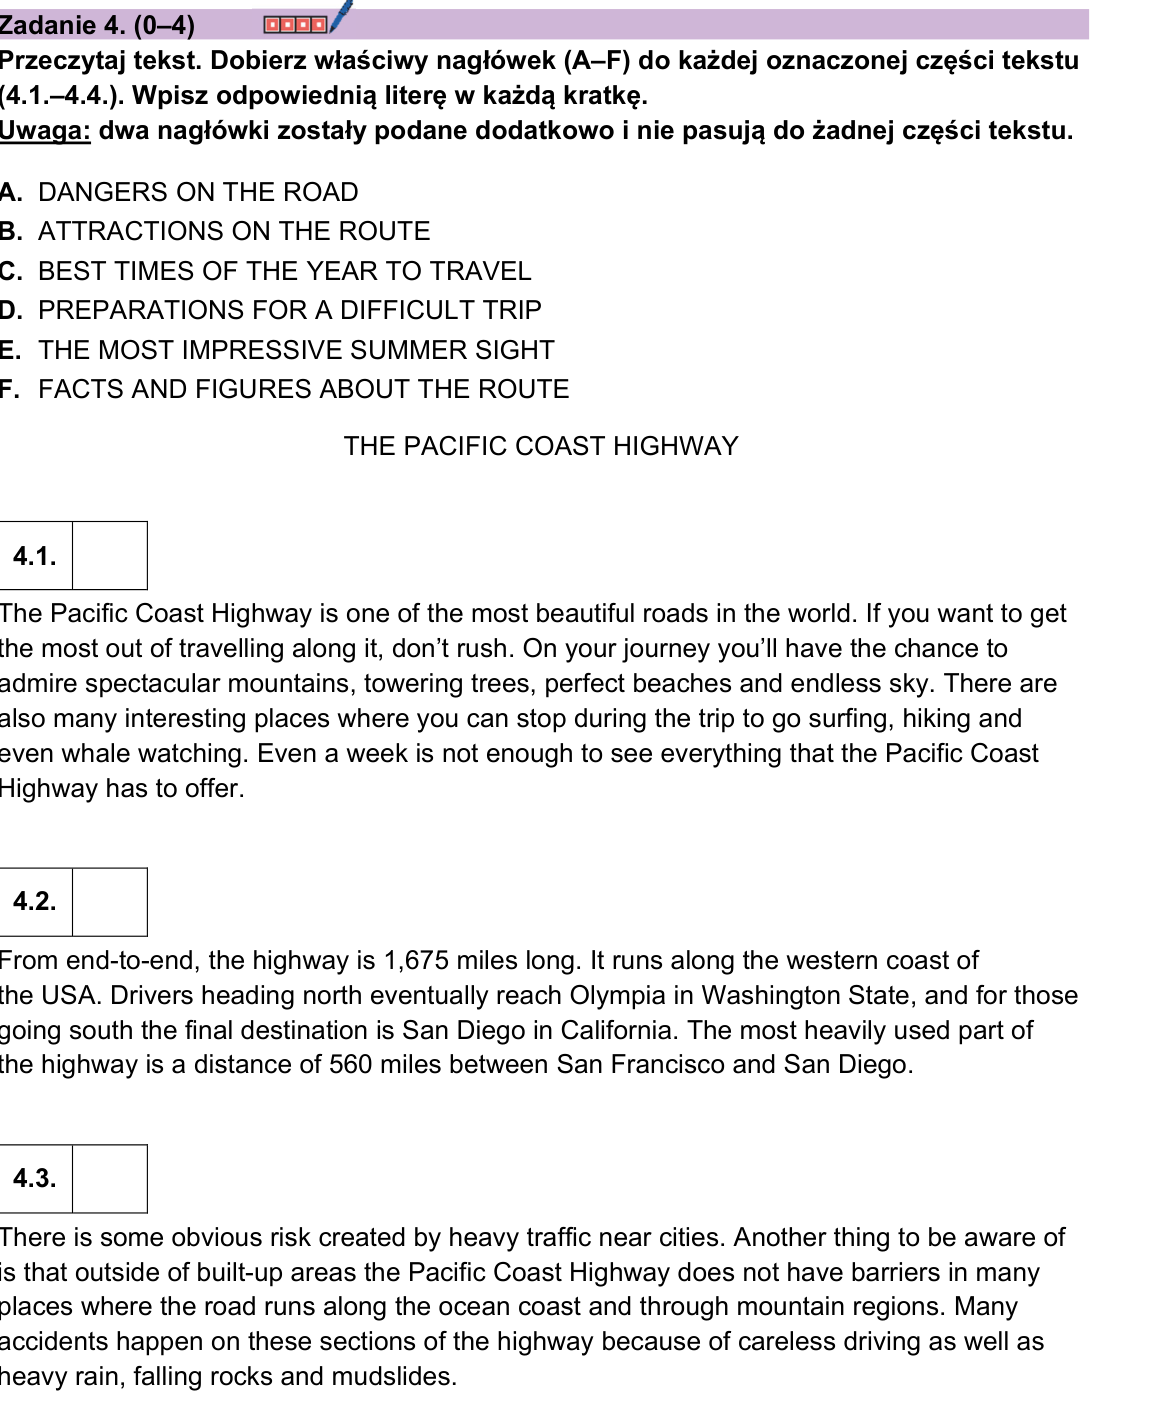 Zadanie 4. (0–4)
Przeczytaj tekst. Dobierz właściwy nagłówek (A–F) do każdej oznaczonej części tekstu
(4.1.–4.4.). Wpisz odpowiednią literę w każdą kratkę.
Uwaga: dwa nagłówki zostały podane dodatkowo i nie pasują do żadnej części tekstu.
A. DANGERS ON THE ROAD
B. ATTRACTIONS ON THE ROUTE
C. BEST TIMES OF THE YEAR TO TRAVEL
D. PREPARATIONS FOR A DIFFICULT TRIP
E. THE MOST IMPRESSIVE SUMMER SIGHT
F. FACTS AND FIGURES ABOUT THE ROUTE
THE PACIFIC COAST HIGHWAY
4.1.
The Pacific Coast Highway is one of the most beautiful roads in the world. If you want to get
the most out of travelling along it, don’t rush. On your journey you’ll have the chance to
admire spectacular mountains, towering trees, perfect beaches and endless sky. There are
also many interesting places where you can stop during the trip to go surfing, hiking and
even whale watching. Even a week is not enough to see everything that the Pacific Coast
Highway has to offer.
4.2.
From end-to-end, the highway is 1,675 miles long. It runs along the western coast of
the USA. Drivers heading north eventually reach Olympia in Washington State, and for those
going south the final destination is San Diego in California. The most heavily used part of
the highway is a distance of 560 miles between San Francisco and San Diego.
4.3.
There is some obvious risk created by heavy traffic near cities. Another thing to be aware of
is that outside of built-up areas the Pacific Coast Highway does not have barriers in many
places where the road runs along the ocean coast and through mountain regions. Many
accidents happen on these sections of the highway because of careless driving as well as
heavy rain, falling rocks and mudslides.